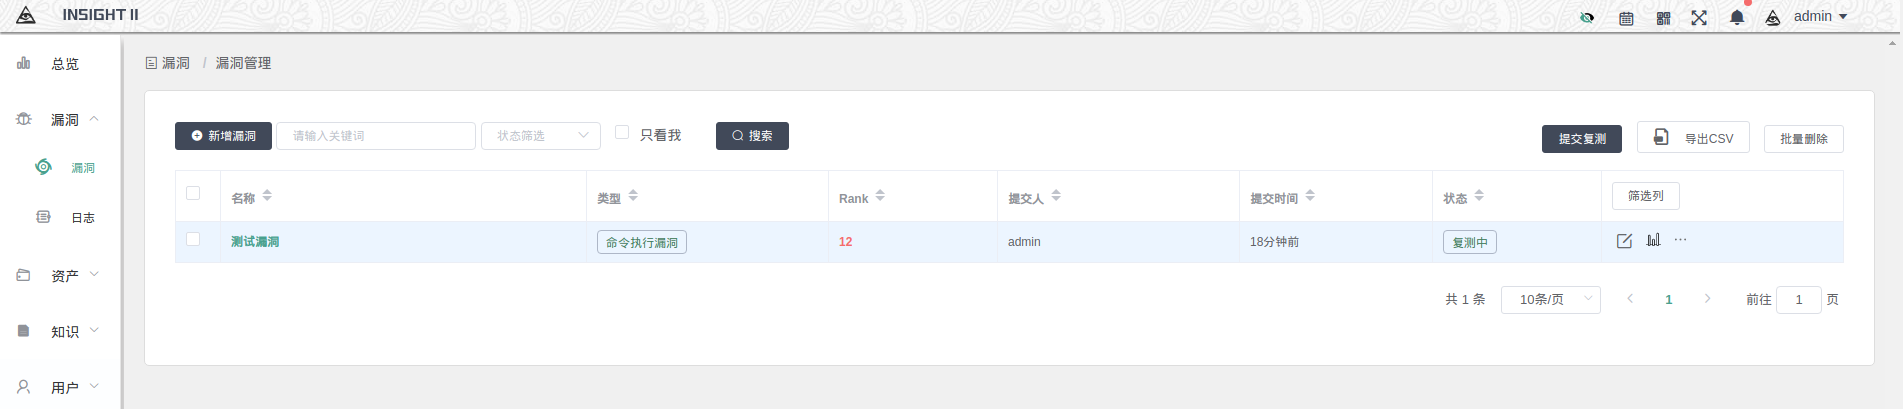 INSIGHT II
admin
总览
漏洞
漏洞
日志
资产
知识
用户
漏洞 / 漏洞管理
新增漏洞 请输入关键词 状态筛选 只看我 搜索 提交复测 导出CSV 批量删除
名称 类型 Rank 提交人 提交时间 状态 筛选列
测试漏洞 命令执行漏洞 12 admin 18分钟前 复测中 ···
共 1 条 10条/页 1 前往 1 页